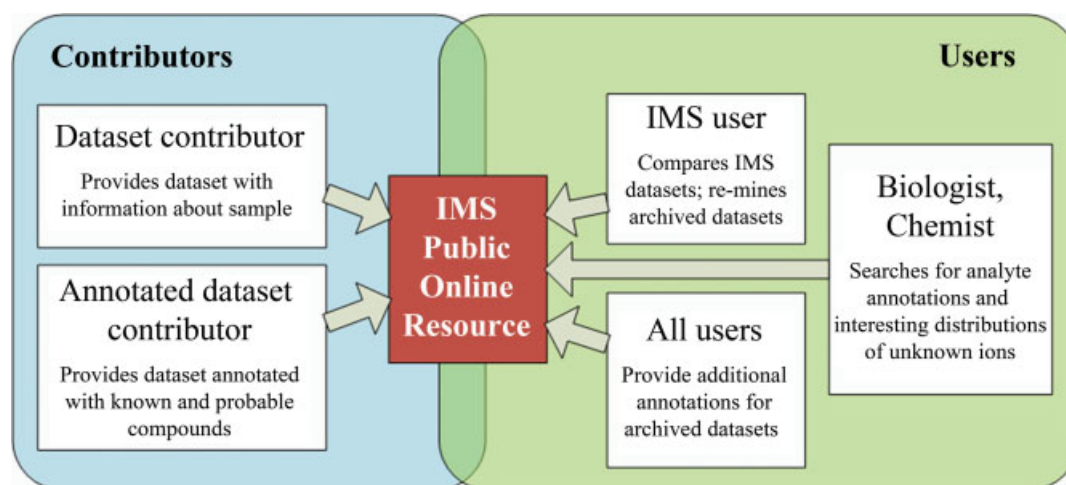 Contributors
Users
Dataset contributor
Provides dataset with
information about sample
Annotated dataset
contributor
Provides dataset annotated
with known and probable
compounds
IMS
Public
Online
Resource
IMS user
Compares IMS
datasets; re-mines
archived datasets
All users
Provide additional
annotations for
archived datasets
Biologist,
Chemist
Searches for analyte
annotations and
interesting distributions
of unknown ions